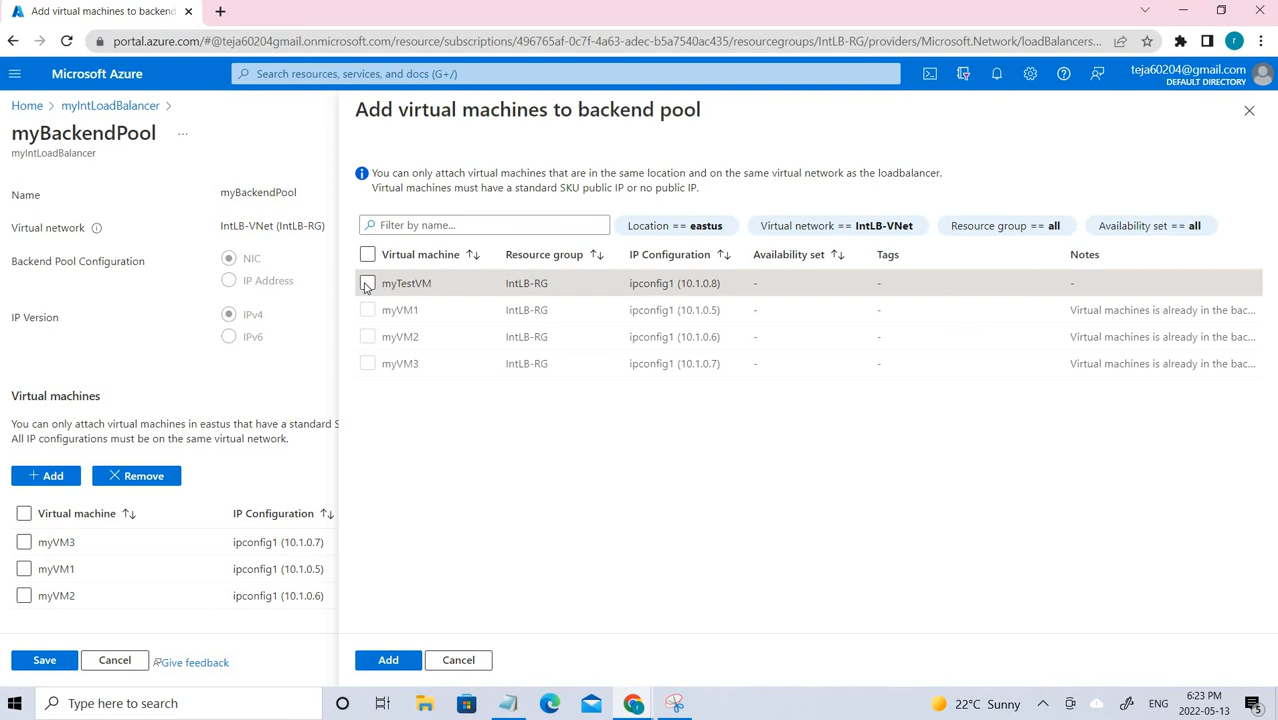 Add virtual machines to backend
portal.azure.com/#@teja60204gmail.onmicrosoft.com/resource/subscriptions/496765af-0c7f-4a63-adec-b5a7540ac435/resourcegroups/IntLB-RG/providers/Microsoft.Network/loadBalancers...
r
Microsoft Azure
Search resources, services, and docs (G+/)
teja60204@gmail.com
DEFAULT DIRECTORY
Home > myIntLoadBalancer >
myBackendPool ...
myIntLoadBalancer
Name
myBackendPool
Virtual network
IntLB-VNet (IntLB-RG)
Backend Pool Configuration
NIC
IP Address
IP Version
IPv4
IPv6
Virtual machines
You can only attach virtual machines in eastus that have a standard S
All IP configurations must be on the same virtual network.
+ Add
Remove
Virtual machine ↑↓ IP Configuration ↑↓
myVM3 ipconfig1 (10.1.0.7)
myVM1 ipconfig1 (10.1.0.5)
myVM2 ipconfig1 (10.1.0.6)
Save
Cancel
Give feedback
Add virtual machines to backend pool
You can only attach virtual machines that are in the same location and on the same virtual network as the loadbalancer.
Virtual machines must have a standard SKU public IP or no public IP.
Filter by name...
Location == eastus
Virtual network == IntLB-VNet
Resource group == all
Availability set == all
Virtual machine ↑↓ Resource group ↑↓ IP Configuration ↑↓ Availability set ↑↓ Tags Notes
myTestVM IntLB-RG ipconfig1 (10.1.0.8) - - -
myVM1 IntLB-RG ipconfig1 (10.1.0.5) - - Virtual machines is already in the bac...
myVM2 IntLB-RG ipconfig1 (10.1.0.6) - - Virtual machines is already in the bac...
myVM3 IntLB-RG ipconfig1 (10.1.0.7) - - Virtual machines is already in the bac...
Add
Cancel
Type here to search
22°C Sunny
ENG
6:23 PM
2022-05-13
5